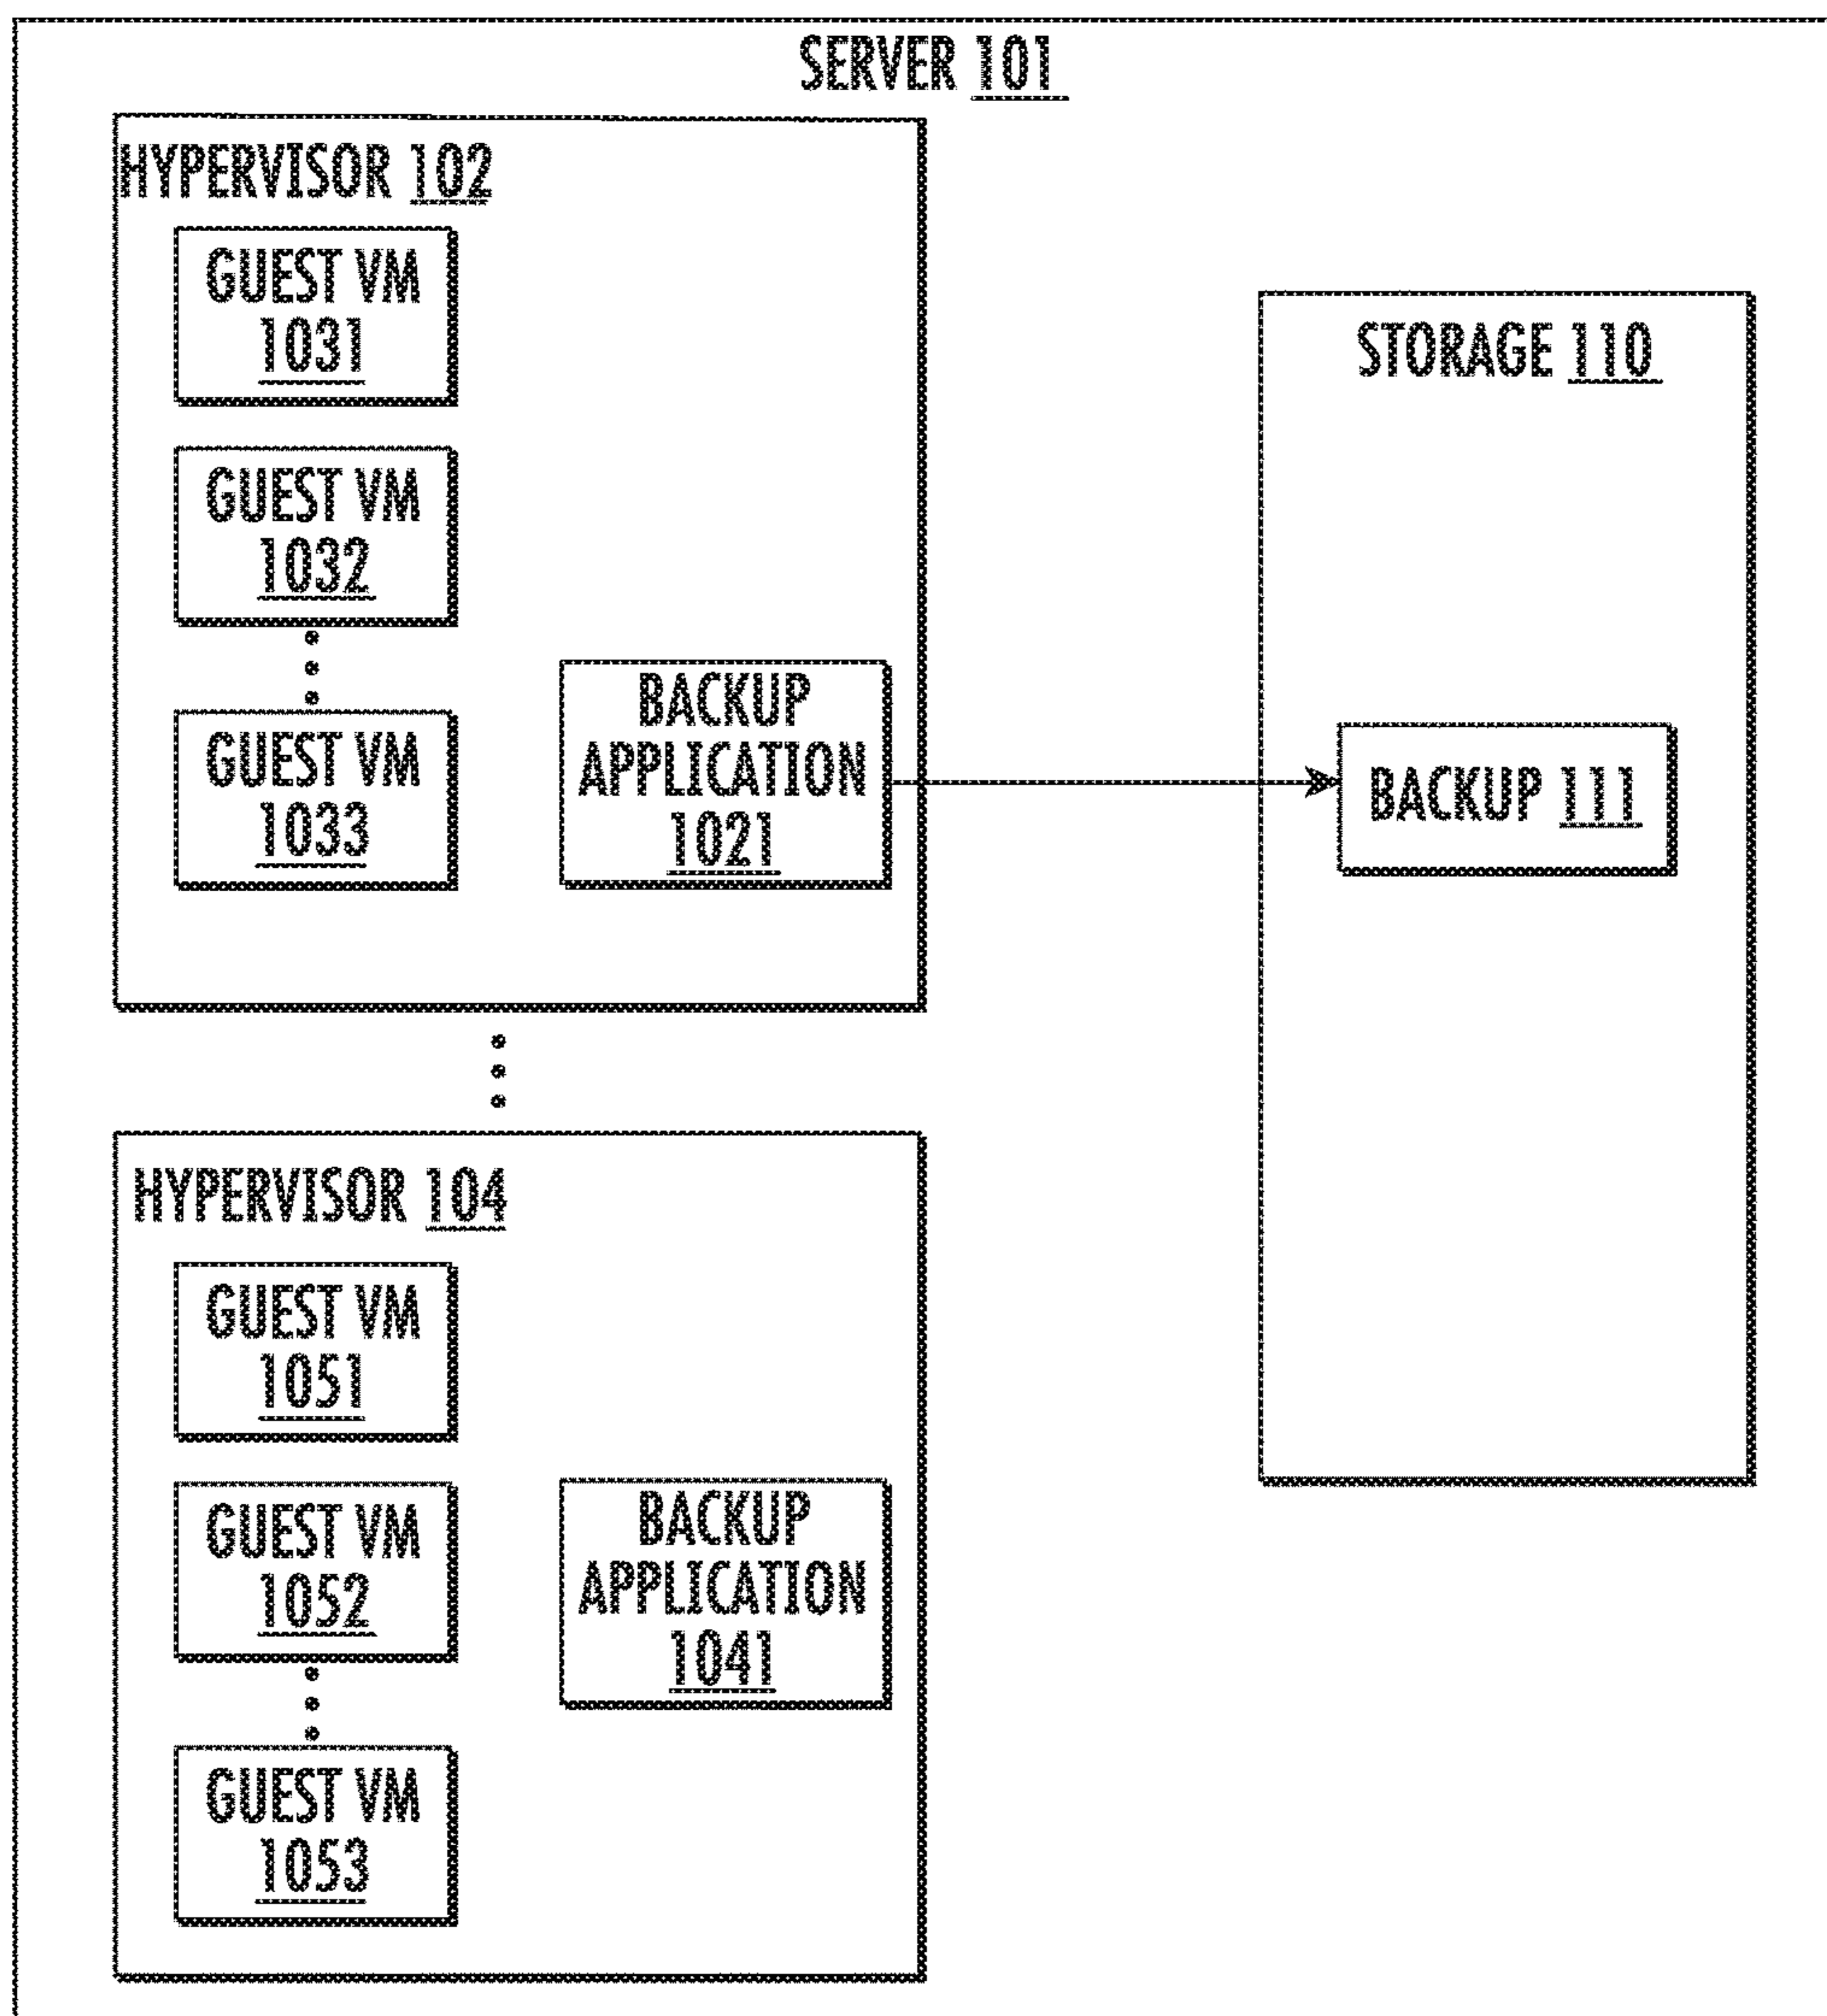 SERVER 101
HYPERVISOR 102
GUEST VM
1031
GUEST VM
1032
GUEST VM
1033
BACKUP
APPLICATION
1021
STORAGE 110
BACKUP 111
HYPERVISOR 104
GUEST VM
1051
GUEST VM
1052
GUEST VM
1053
BACKUP
APPLICATION
1041